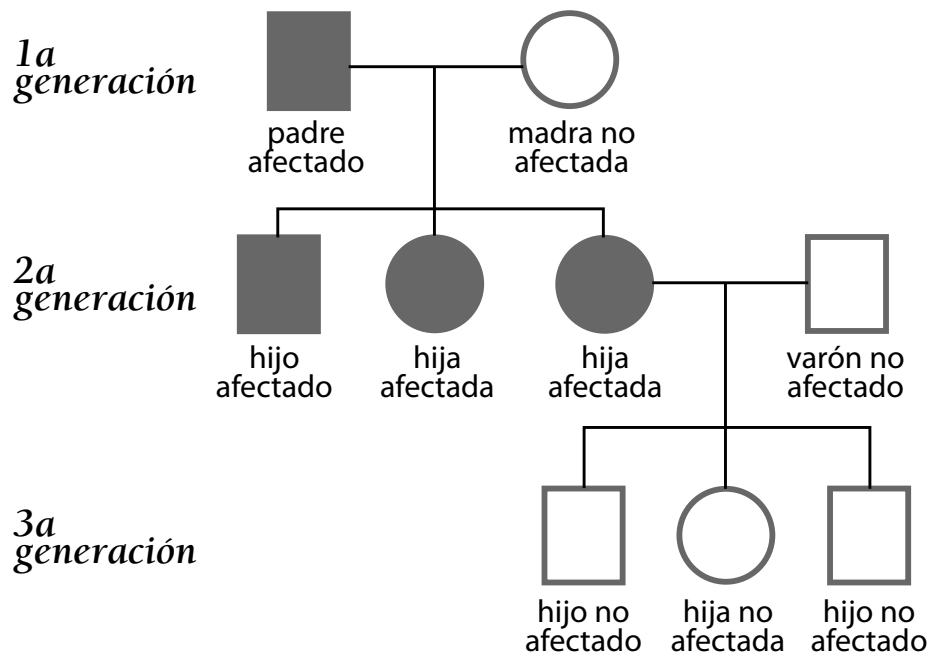 1a
generación
padre
afectado
madra no
afectada
2a
generación
hijo
afectado
hija
afectada
hija
afectada
varón no
afectado
3a
generación
hijo no
afectado
hija no
afectada
hijo no
afectado